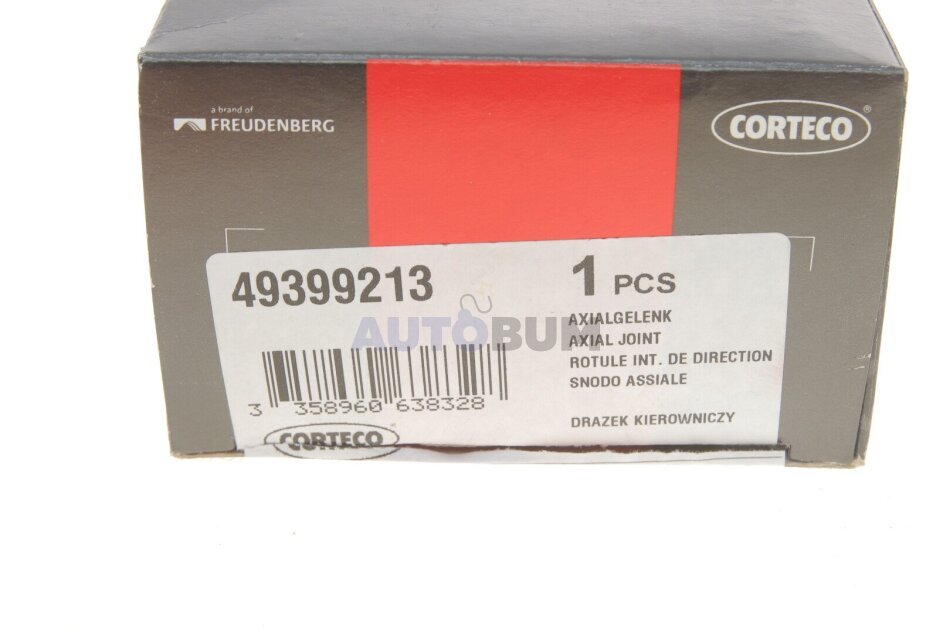 a brand of
FREUDENBERG
CORTECO®
49399213
1 PCS
AUTOBUM
AXIALGELENK
AXIAL JOINT
ROTULE INT. DE DIRECTION
SNODO ASSIALE
DRAZEK KIEROWNICZY
3 358960 638328
CORTECO